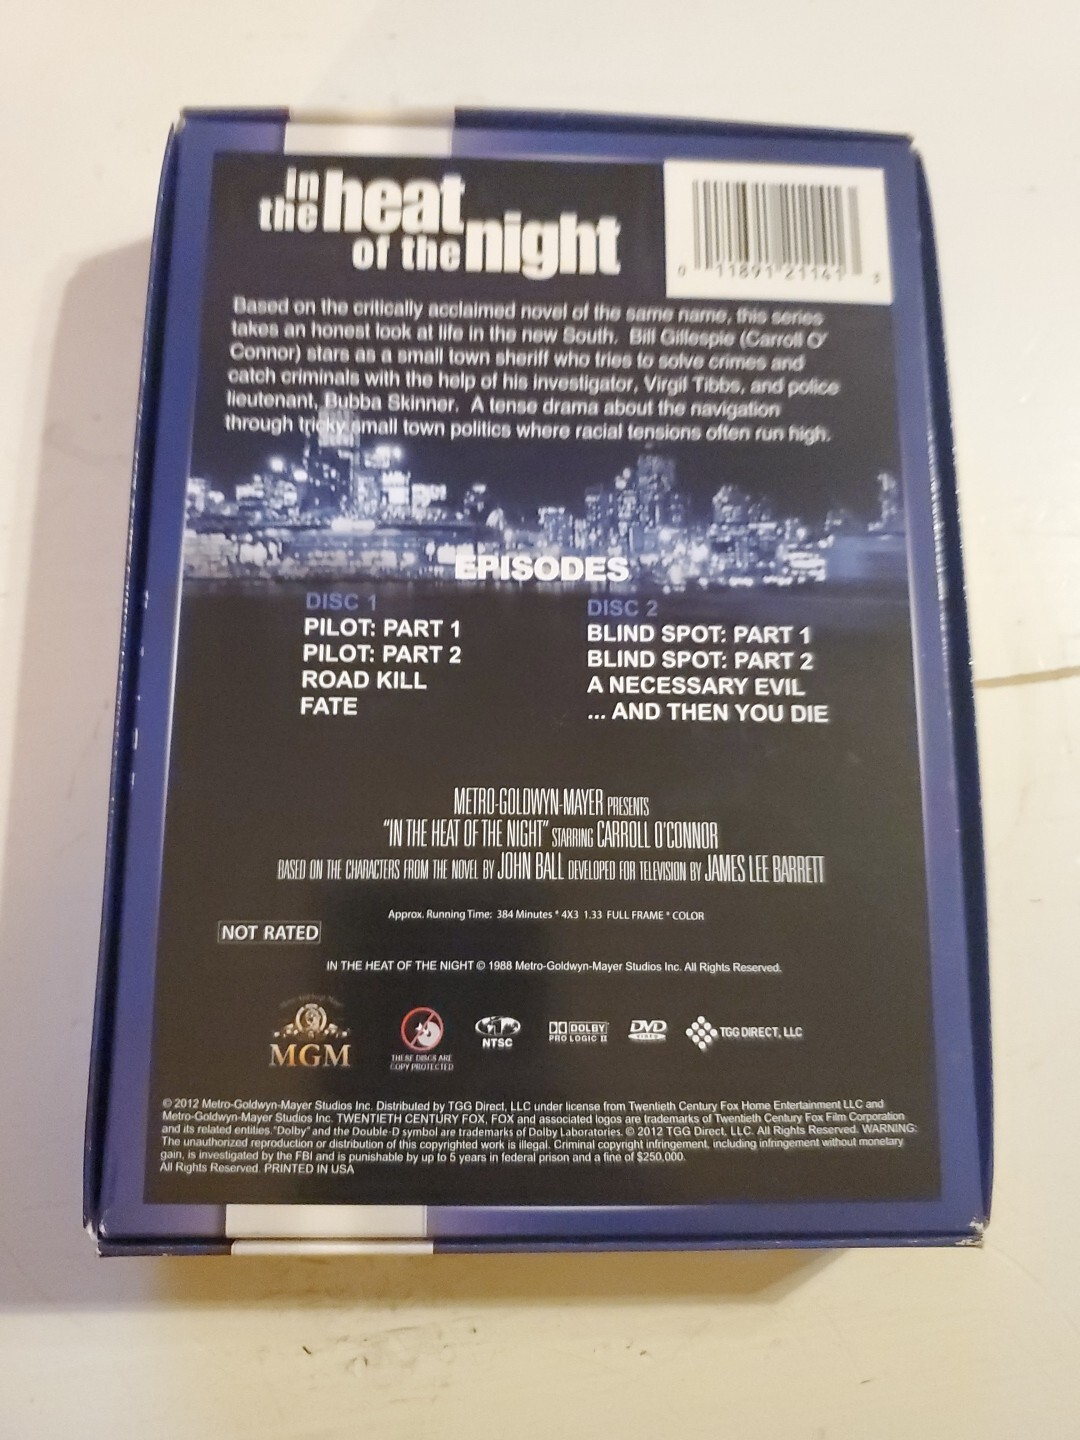 in
the heat
of the night
0 11891 21141 3
Based on the critically acclaimed novel of the same name, this series
takes an honest look at life in the new South. Bill Gillespie (Carroll O'
Connor) stars as a small town sheriff who tries to solve crimes and
catch criminals with the help of his investigator, Virgil Tibbs, and police
lieutenant, Bubba Skinner. A tense drama about the navigation
through tricky small town politics where racial tensions often run high.
EPISODES
DISC 1
PILOT: PART 1
PILOT: PART 2
ROAD KILL
FATE
DISC 2
BLIND SPOT: PART 1
BLIND SPOT: PART 2
A NECESSARY EVIL
... AND THEN YOU DIE
METRO-GOLDWYN-MAYER PRESENTS
"IN THE HEAT OF THE NIGHT" STARRING CARROLL O'CONNOR
BASED ON THE CHARACTERS FROM THE NOVEL BY JOHN BALL DEVELOPED FOR TELEVISION BY JAMES LEE BARRETT
Approx. Running Time: 384 Minutes * 4X3 1.33 FULL FRAME * COLOR
NOT RATED
IN THE HEAT OF THE NIGHT © 1988 Metro-Goldwyn-Mayer Studios Inc. All Rights Reserved.
MGM
THESE DISCS ARE
COPY PROTECTED
NTSC
DOLBY
PRO LOGIC II
DVD
VIDEO
TGG DIRECT, LLC
© 2012 Metro-Goldwyn-Mayer Studios Inc. Distributed by TGG Direct, LLC under license from Twentieth Century Fox Home Entertainment LLC and
Metro-Goldwyn-Mayer Studios Inc. TWENTIETH CENTURY FOX, FOX and associated logos are trademarks of Twentieth Century Fox Film Corporation
and its related entities. "Dolby" and the Double-D symbol are trademarks of Dolby Laboratories. © 2012 TGG Direct, LLC. All Rights Reserved. WARNING:
The unauthorized reproduction or distribution of this copyrighted work is illegal. Criminal copyright infringement, including infringement without monetary
gain, is investigated by the FBI and is punishable by up to 5 years in federal prison and a fine of $250,000.
All Rights Reserved. PRINTED IN USA